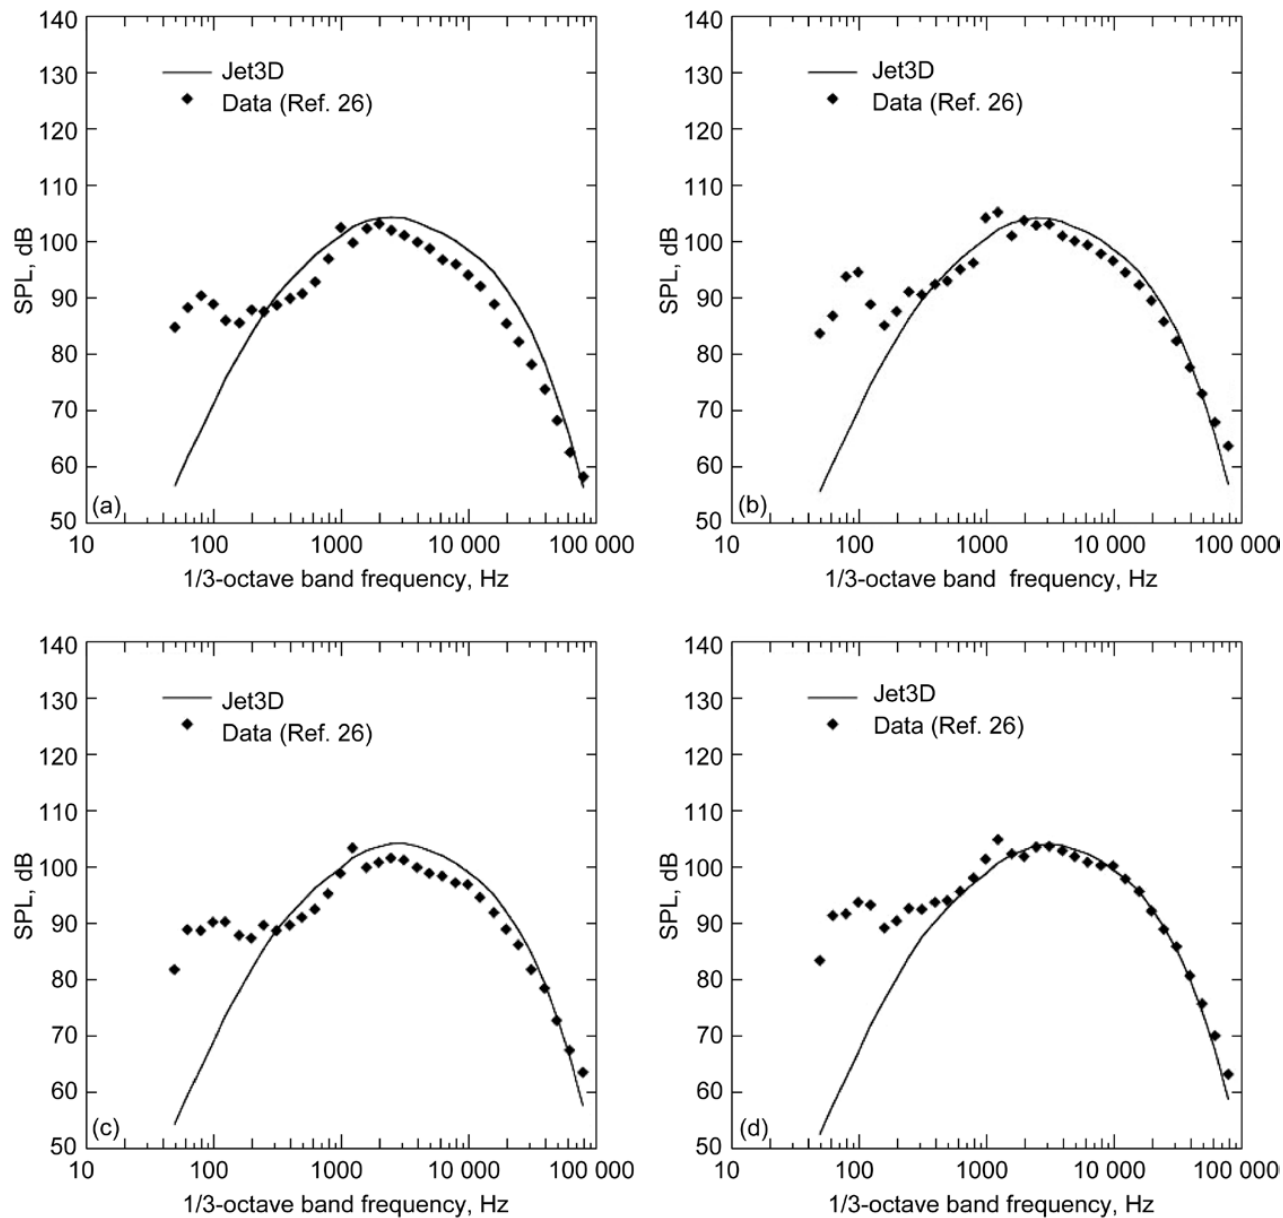 140
130
120
110
100
90
80
70
60
50
SPL, dB
Jet3D
Data (Ref. 26)
(a)
10 100 1000 10 000 100 000
1/3-octave band frequency, Hz
140
130
120
110
100
90
80
70
60
50
SPL, dB
Jet3D
Data (Ref. 26)
(b)
10 100 1000 10 000 100 000
1/3-octave band  frequency, Hz
140
130
120
110
100
90
80
70
60
50
SPL, dB
Jet3D
Data (Ref. 26)
(c)
10 100 1000 10 000 100 000
1/3-octave band frequency, Hz
140
130
120
110
100
90
80
70
60
50
SPL, dB
Jet3D
Data (Ref. 26)
(d)
10 100 1000 10 000 100 000
1/3-octave band frequency, Hz